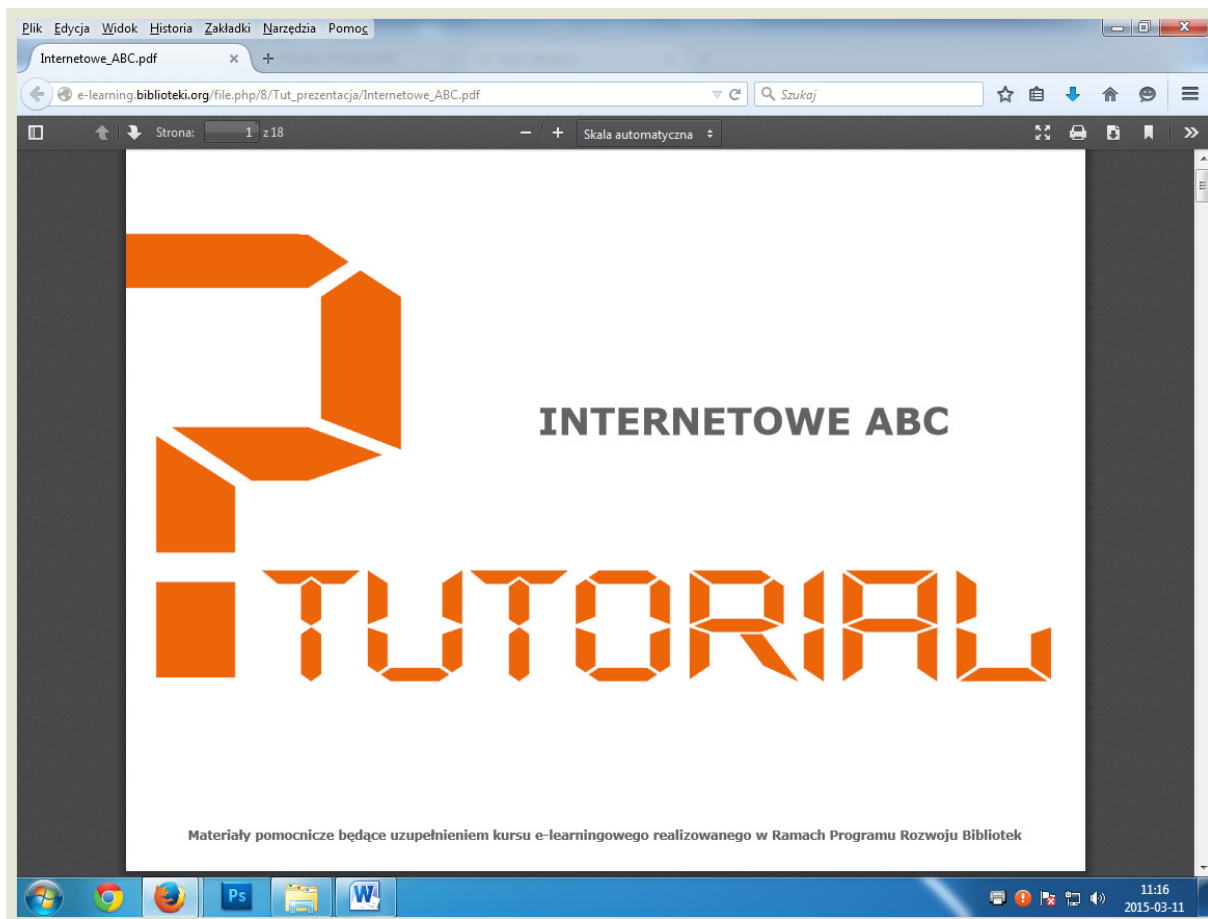 Plik Edycja Widok Historia Zakładki Narzędzia Pomoc
Internetowe_ABC.pdf
e-learning.biblioteki.org/file.php/8/Tut_prezentacja/Internetowe_ABC.pdf
Szukaj
Strona: 1 z 18
Skala automatyczna
INTERNETOWE ABC
TUTORIAL
Materiały pomocnicze będące uzupełnieniem kursu e-learningowego realizowanego w Ramach Programu Rozwoju Bibliotek
Ps
W
11:16
2015-03-11